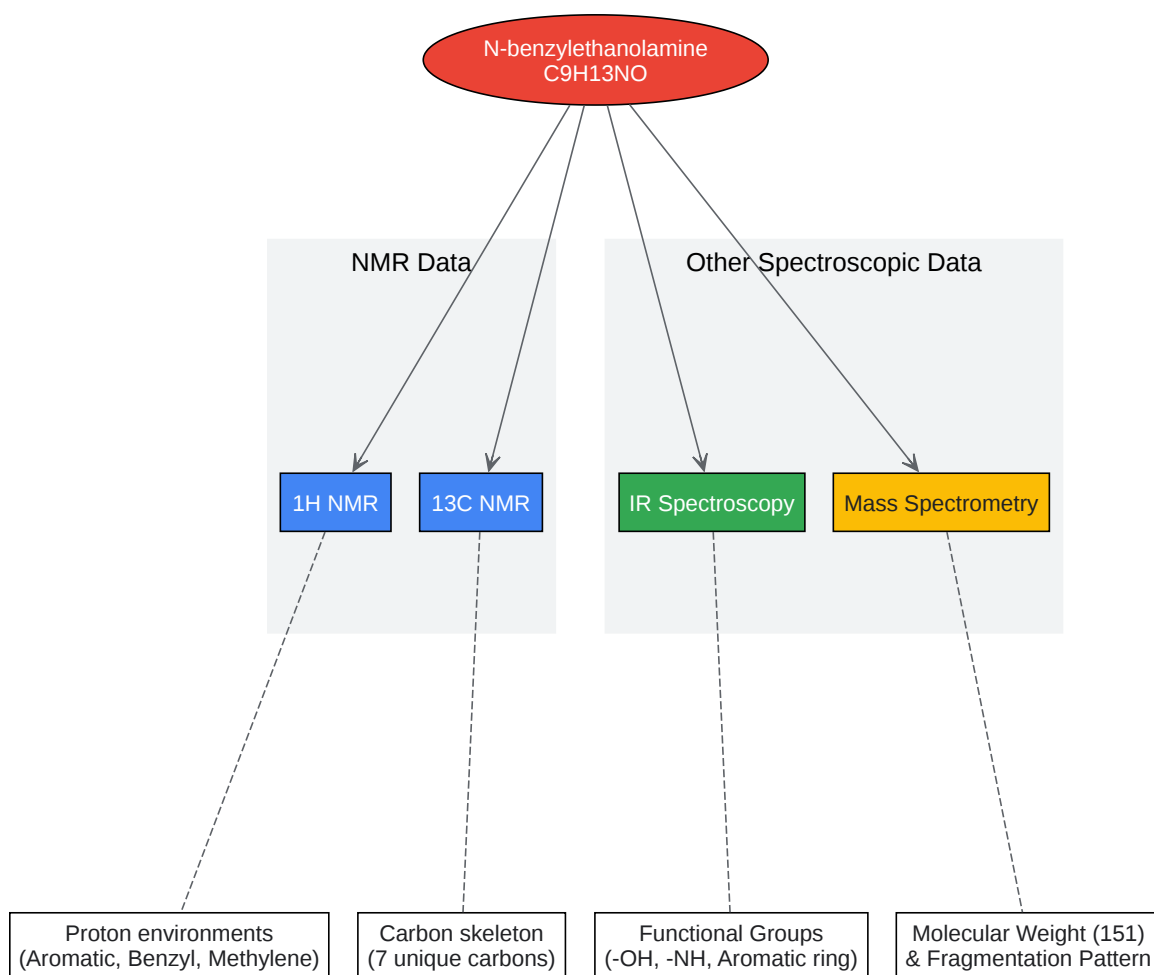 N-benzylethanolamine
C9H13NO
NMR Data
Other Spectroscopic Data
1H NMR
13C NMR
IR Spectroscopy
Mass Spectrometry
Proton environments
(Aromatic, Benzyl, Methylene)
Carbon skeleton
(7 unique carbons)
Functional Groups
(-OH, -NH, Aromatic ring)
Molecular Weight (151)
& Fragmentation Pattern